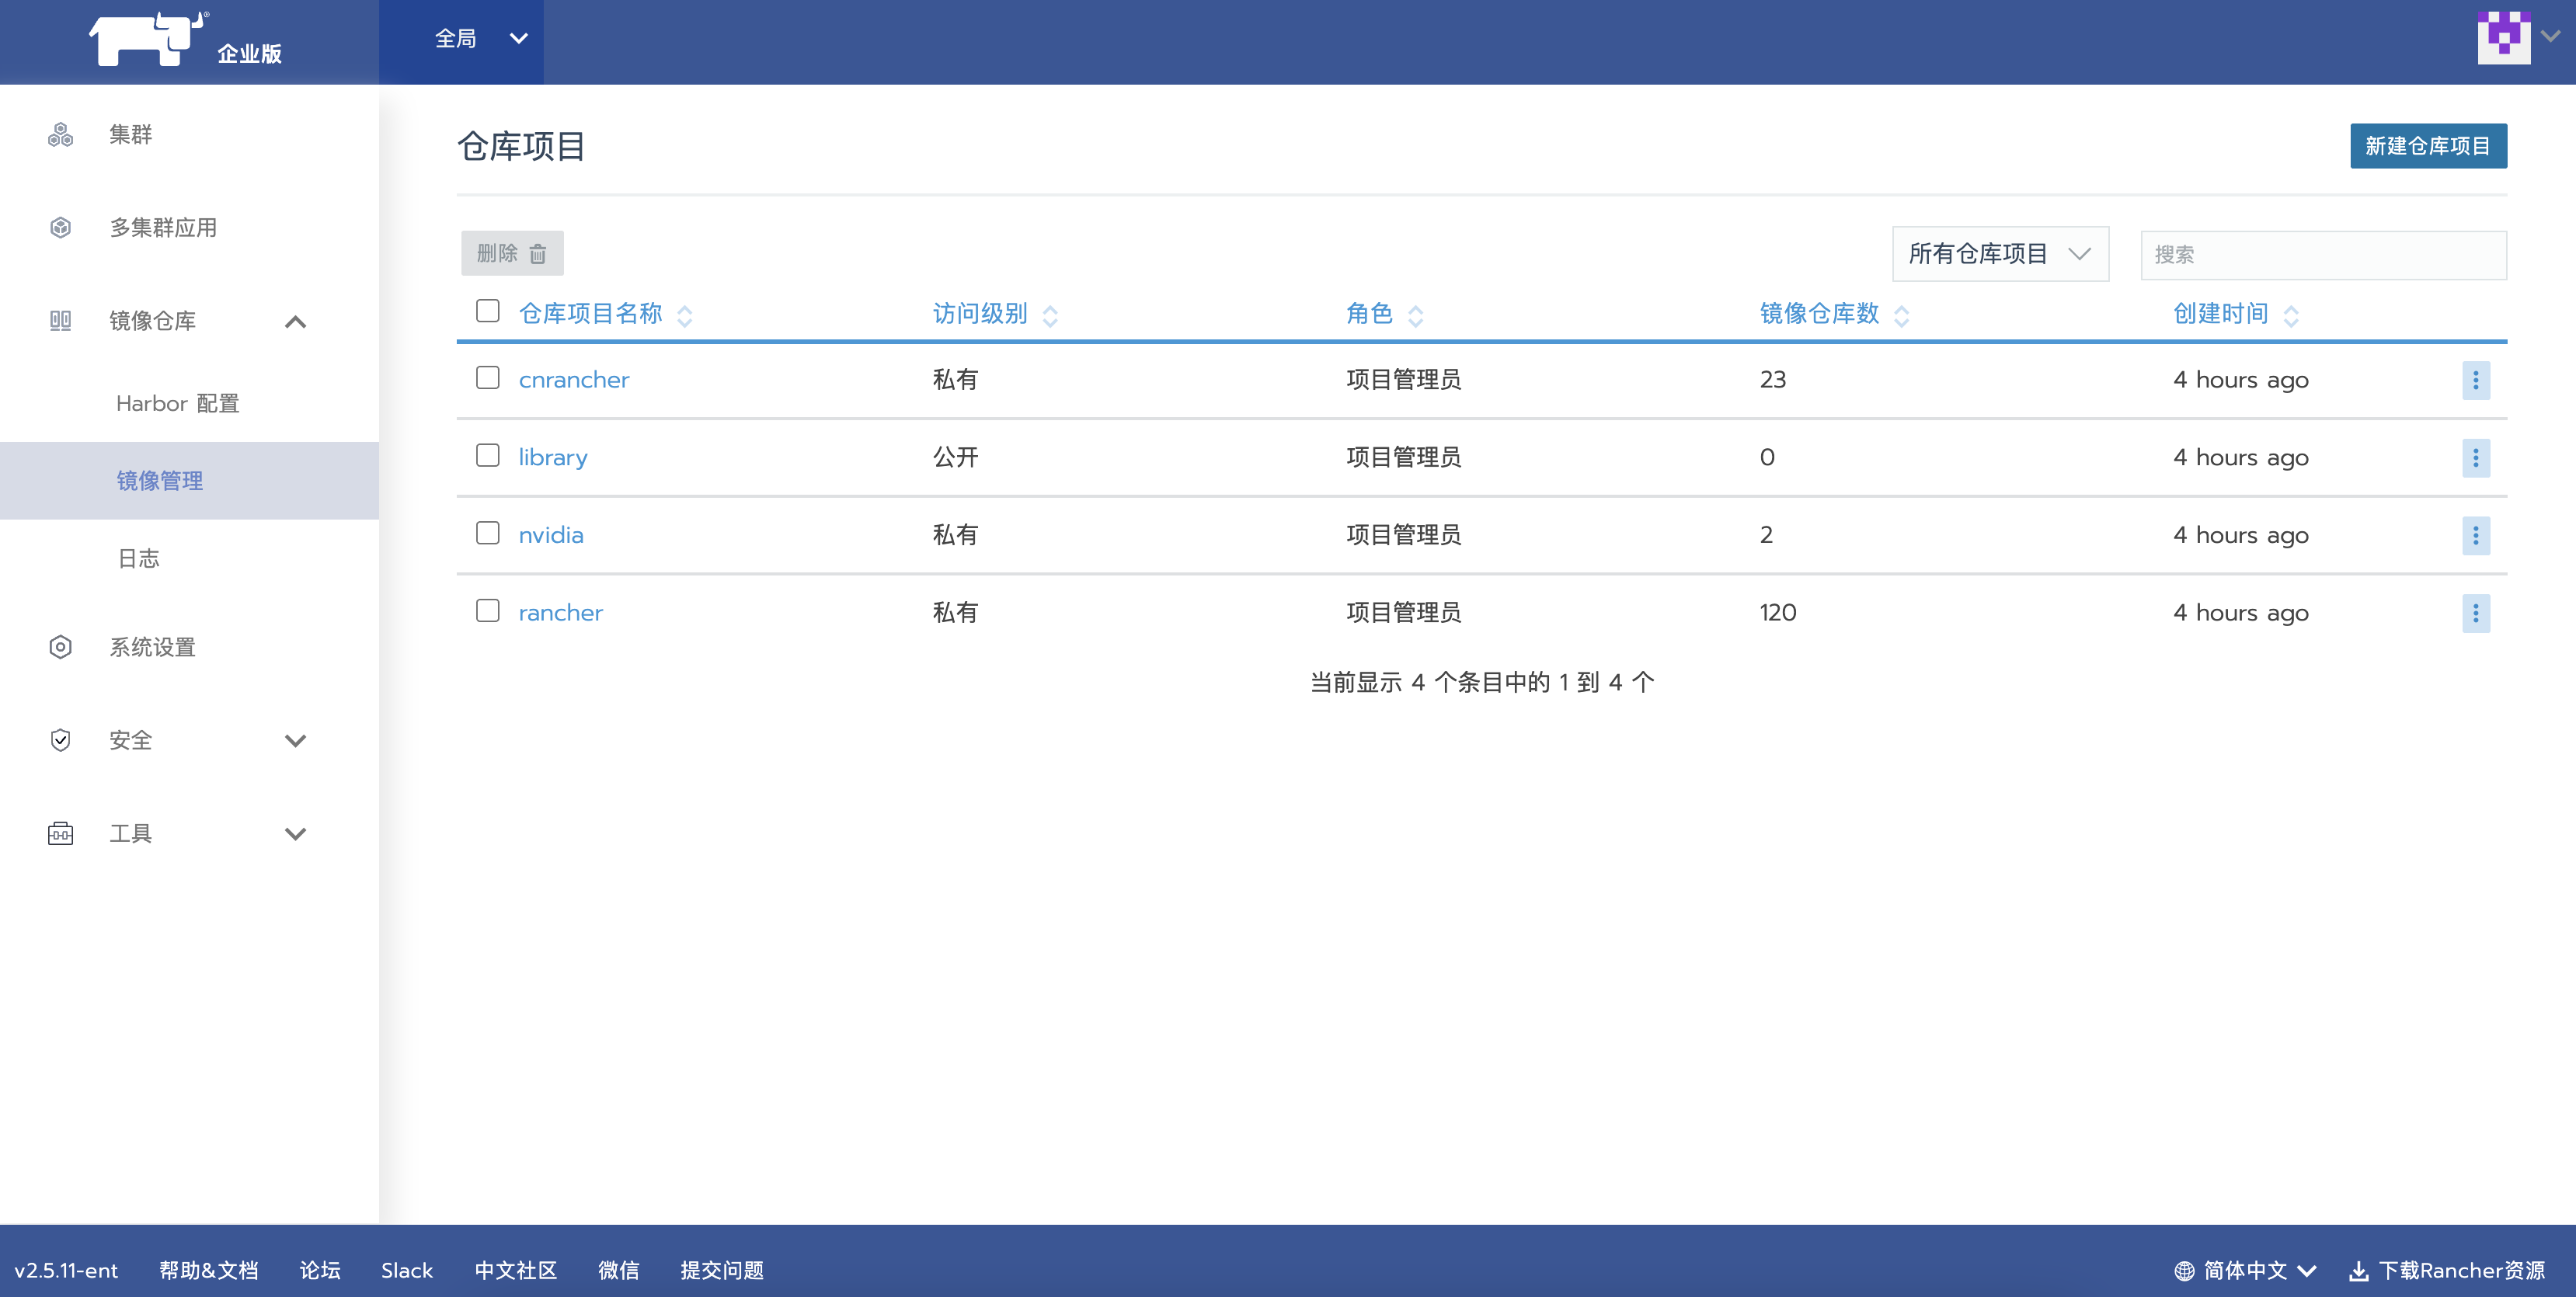 企业版
全局
集群
多集群应用
镜像仓库
Harbor 配置
镜像管理
日志
系统设置
安全
工具
仓库项目
新建仓库项目
删除
所有仓库项目
搜索
仓库项目名称 访问级别 角色 镜像仓库数 创建时间
cnrancher 私有 项目管理员 23 4 hours ago
library 公开 项目管理员 0 4 hours ago
nvidia 私有 项目管理员 2 4 hours ago
rancher 私有 项目管理员 120 4 hours ago
当前显示 4 个条目中的 1 到 4 个
v2.5.11-ent 帮助&文档 论坛 Slack 中文社区 微信 提交问题 简体中文 下载Rancher资源